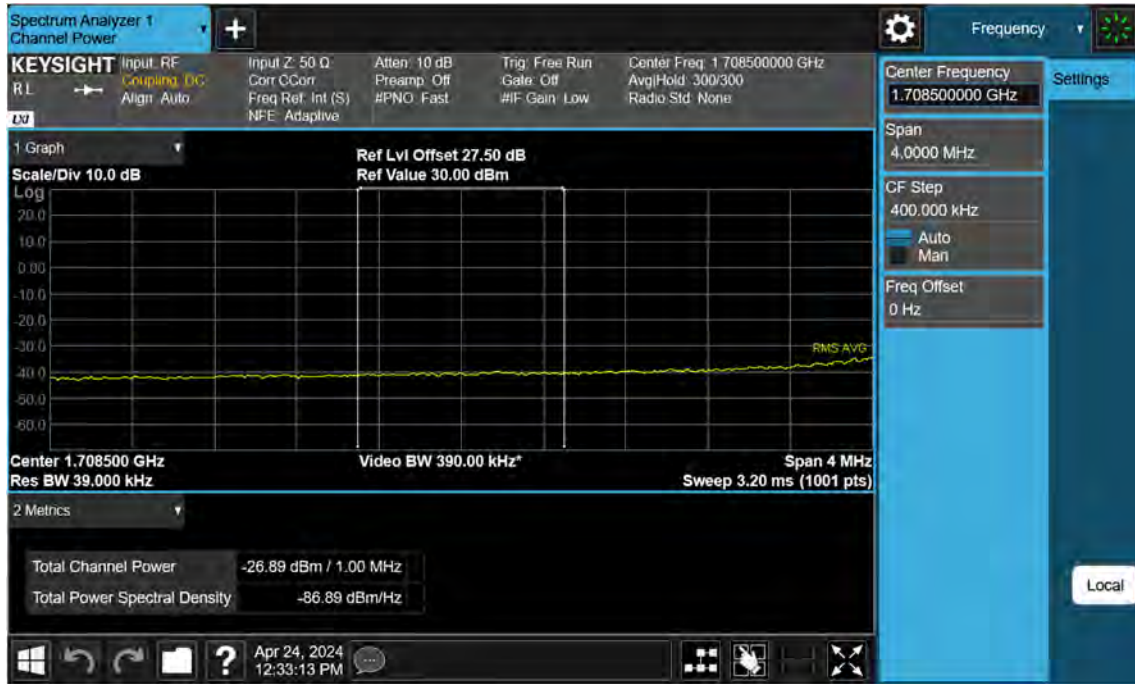 Spectrum Analyzer 1
Channel Power
Frequency
KEYSIGHT
RL
LXI
Input: RF
Coupling: DC
Align: Auto
Input Z: 50 Ω
Corr CCorr
Freq Ref: Int (S)
NFE: Adaptive
Atten: 10 dB
Preamp: Off
#PNO: Fast
Trig: Free Run
Gate: Off
#IF Gain: Low
Center Freq: 1.708500000 GHz
Avg|Hold: 300/300
Radio Std: None
Center Frequency
1.708500000 GHz
Settings
Span
4.0000 MHz
CF Step
400.000 kHz
Auto
Man
Freq Offset
0 Hz
1 Graph
Scale/Div 10.0 dB
Ref Lvl Offset 27.50 dB
Ref Value 30.00 dBm
Log
20.0
10.0
0.00
-10.0
-20.0
-30.0
-40.0
-50.0
-60.0
RMS AVG
Center 1.708500 GHz
Res BW 39.000 kHz
Video BW 390.00 kHz*
Span 4 MHz
Sweep 3.20 ms (1001 pts)
2 Metrics
Total Channel Power -26.89 dBm / 1.00 MHz
Total Power Spectral Density -86.89 dBm/Hz
Local
?
Apr 24, 2024
12:33:13 PM